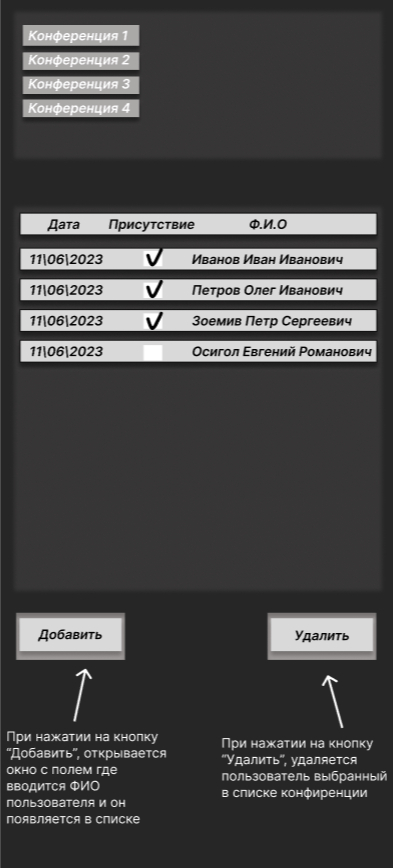 Конференция 1
Конференция 2
Конференция 3
Конференция 4
Дата Присутствие Ф.И.О
11\06\2023 Иванов Иван Иванович
11\06\2023 Петров Олег Иванович
11\06\2023 Зоемив Петр Сергеевич
11\06\2023 Осигол Евгений Романович
Добавить Удалить
При нажатии на кнопку
“Добавить”, открывается
окно с полем где
вводится ФИО
пользователя и он
появляется в списке
При нажатии на кнопку
“Удалить”, удаляется
пользователь выбранный
в списке конфиренции